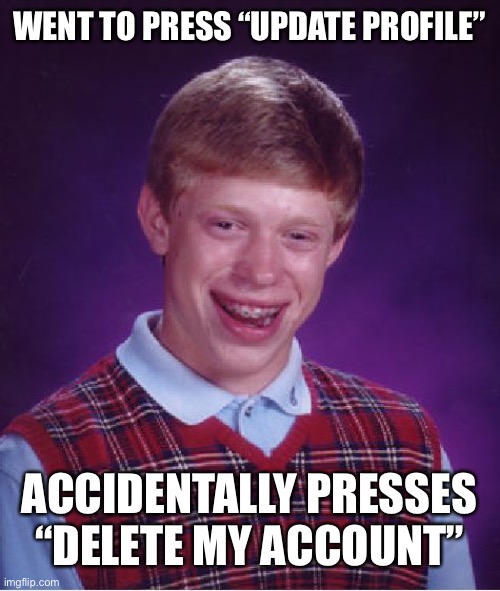 WENT TO PRESS “UPDATE PROFILE”
ACCIDENTALLY PRESSES
“DELETE MY ACCOUNT”
imgflip.com